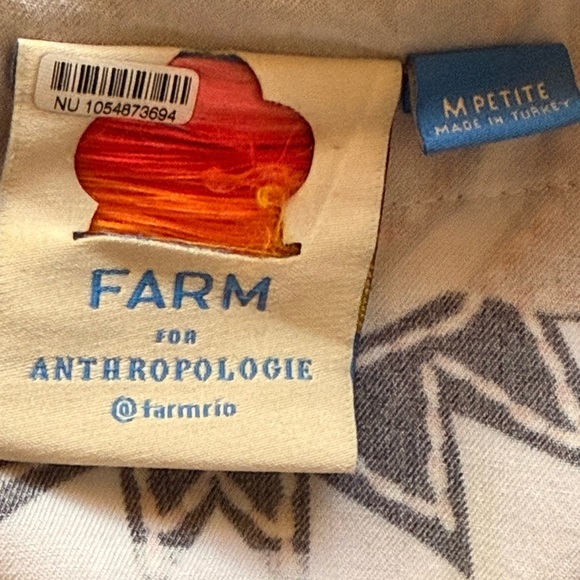 NU 1054873694
FARM
FOR
ANTHROPOLOGIE
@farmrio
M PETITE
MADE IN TURKEY